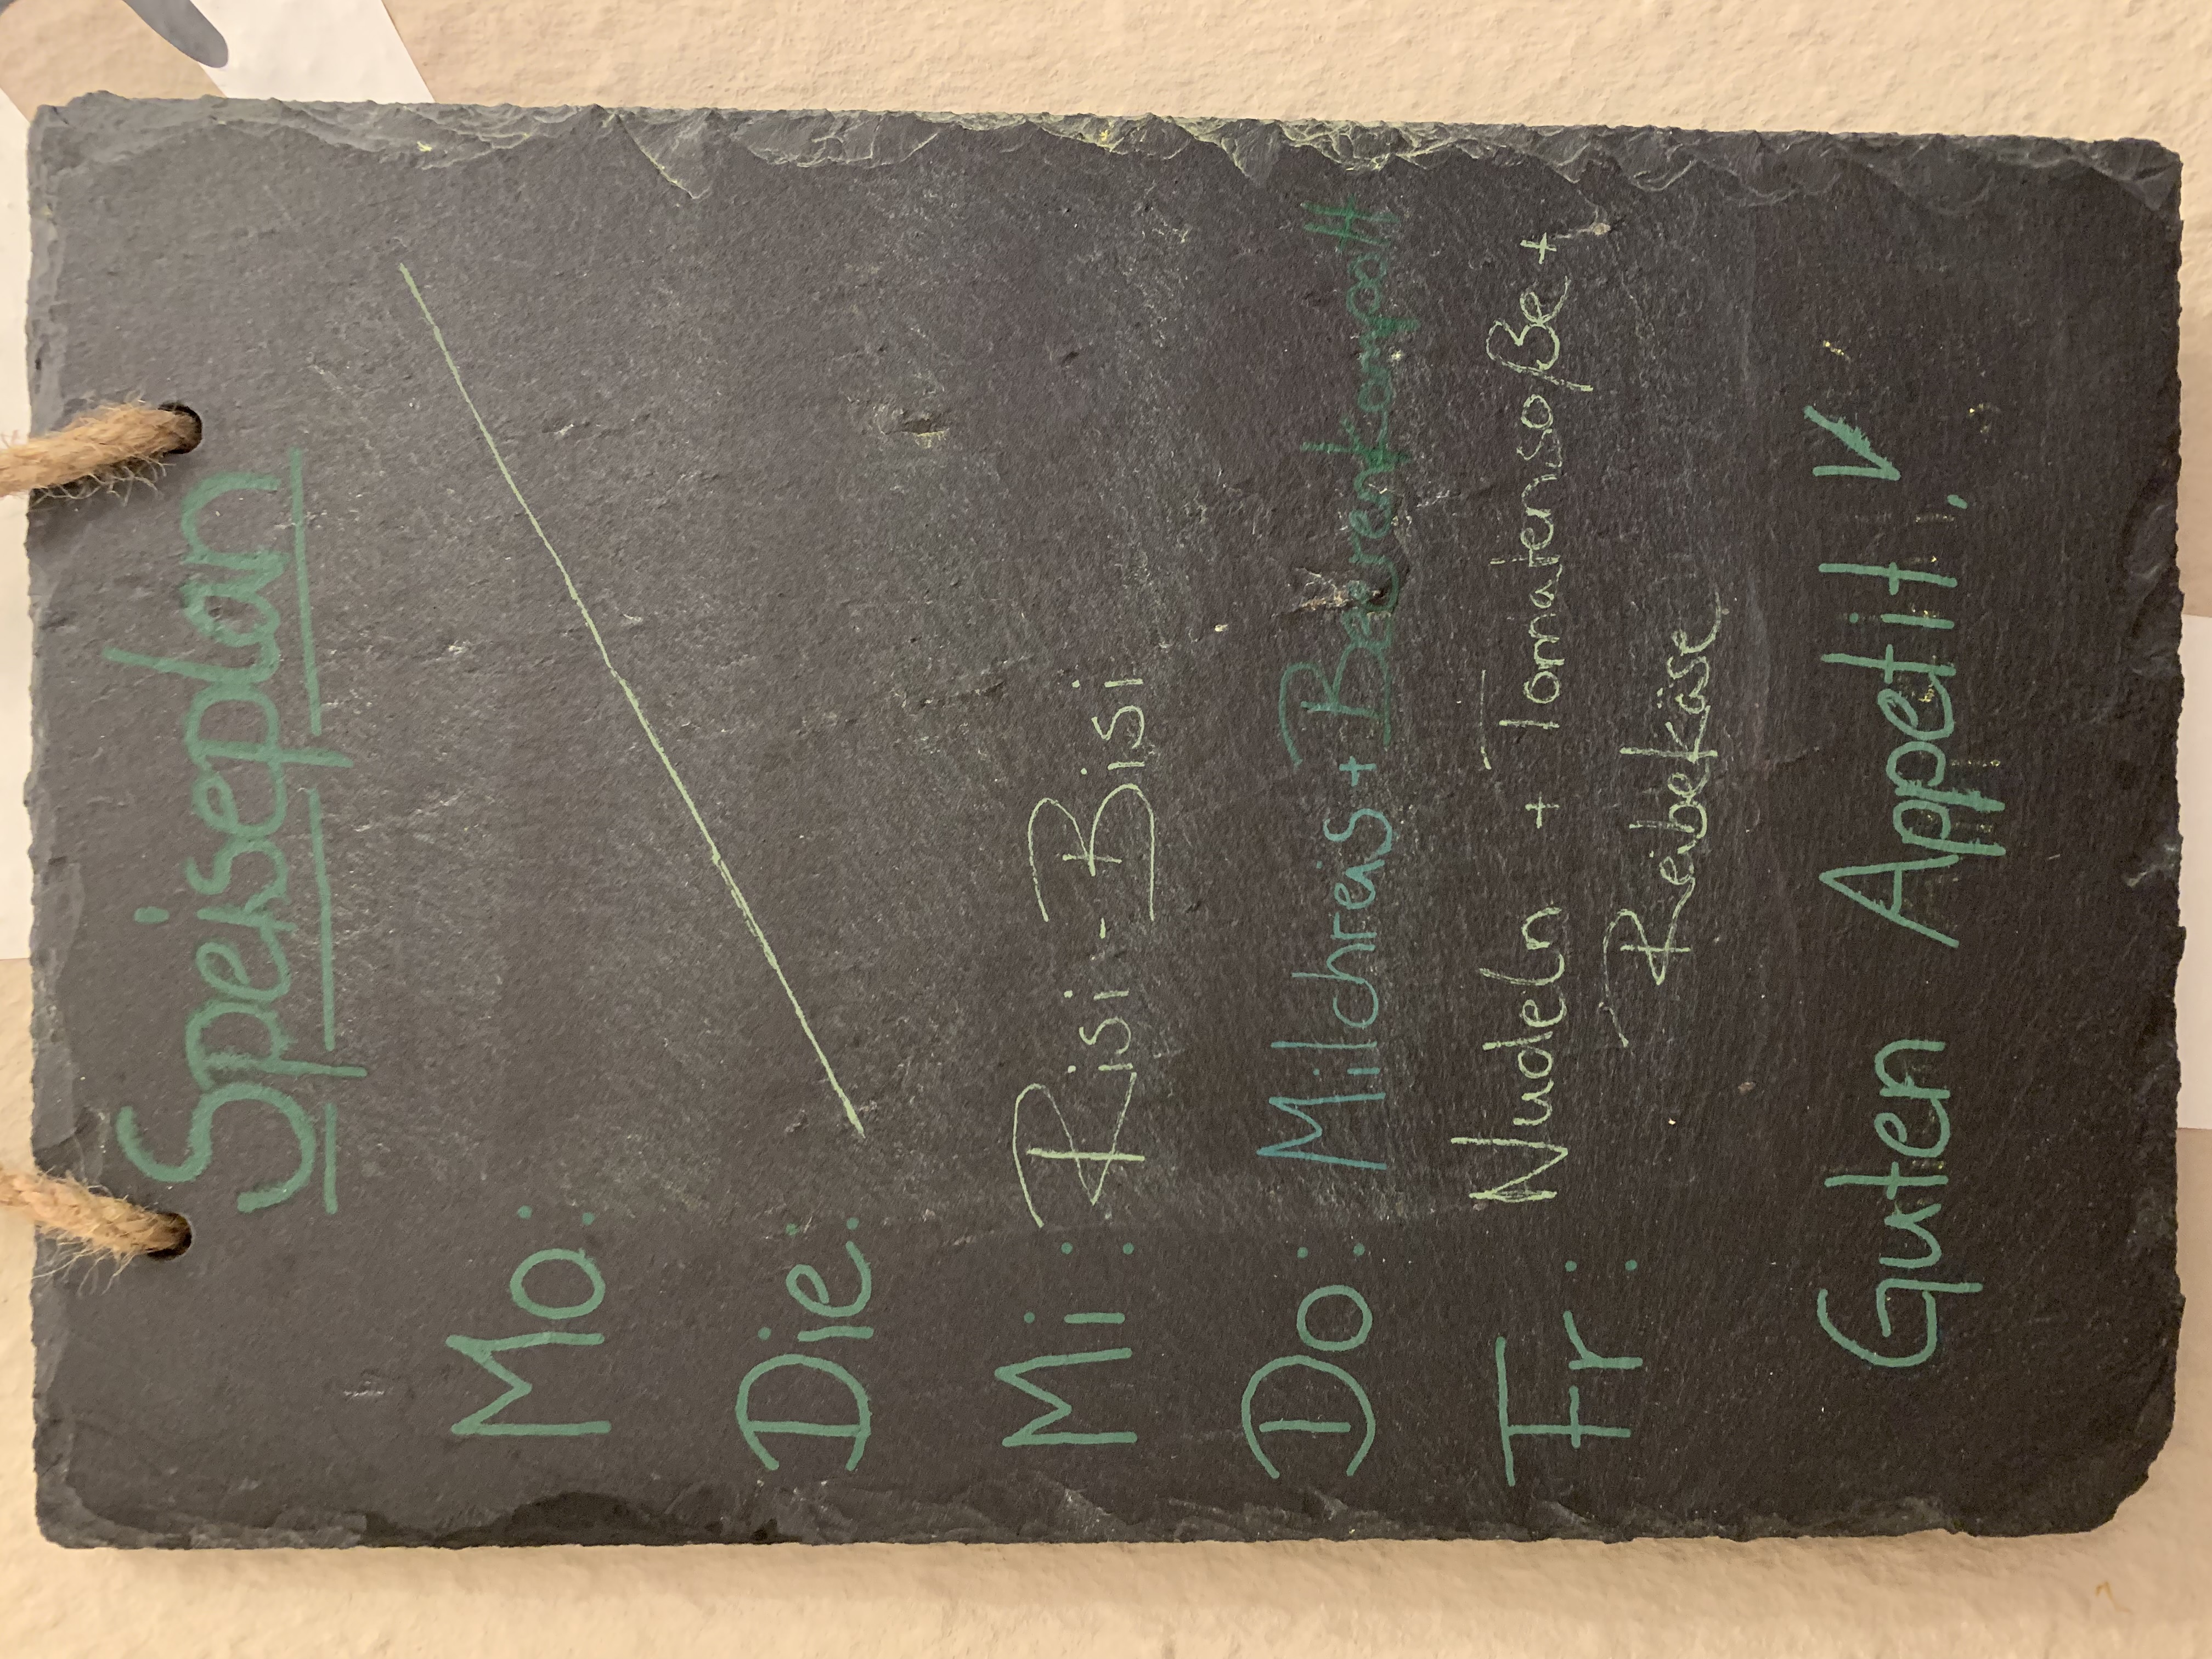 Speiseplan
Mo:
Die:
Mi: Risi-Bisi
Do: Milchreis + Beerenkompott
Fr: Nudeln + Tomatensoße +
Reibekäse
Guten Appetit!